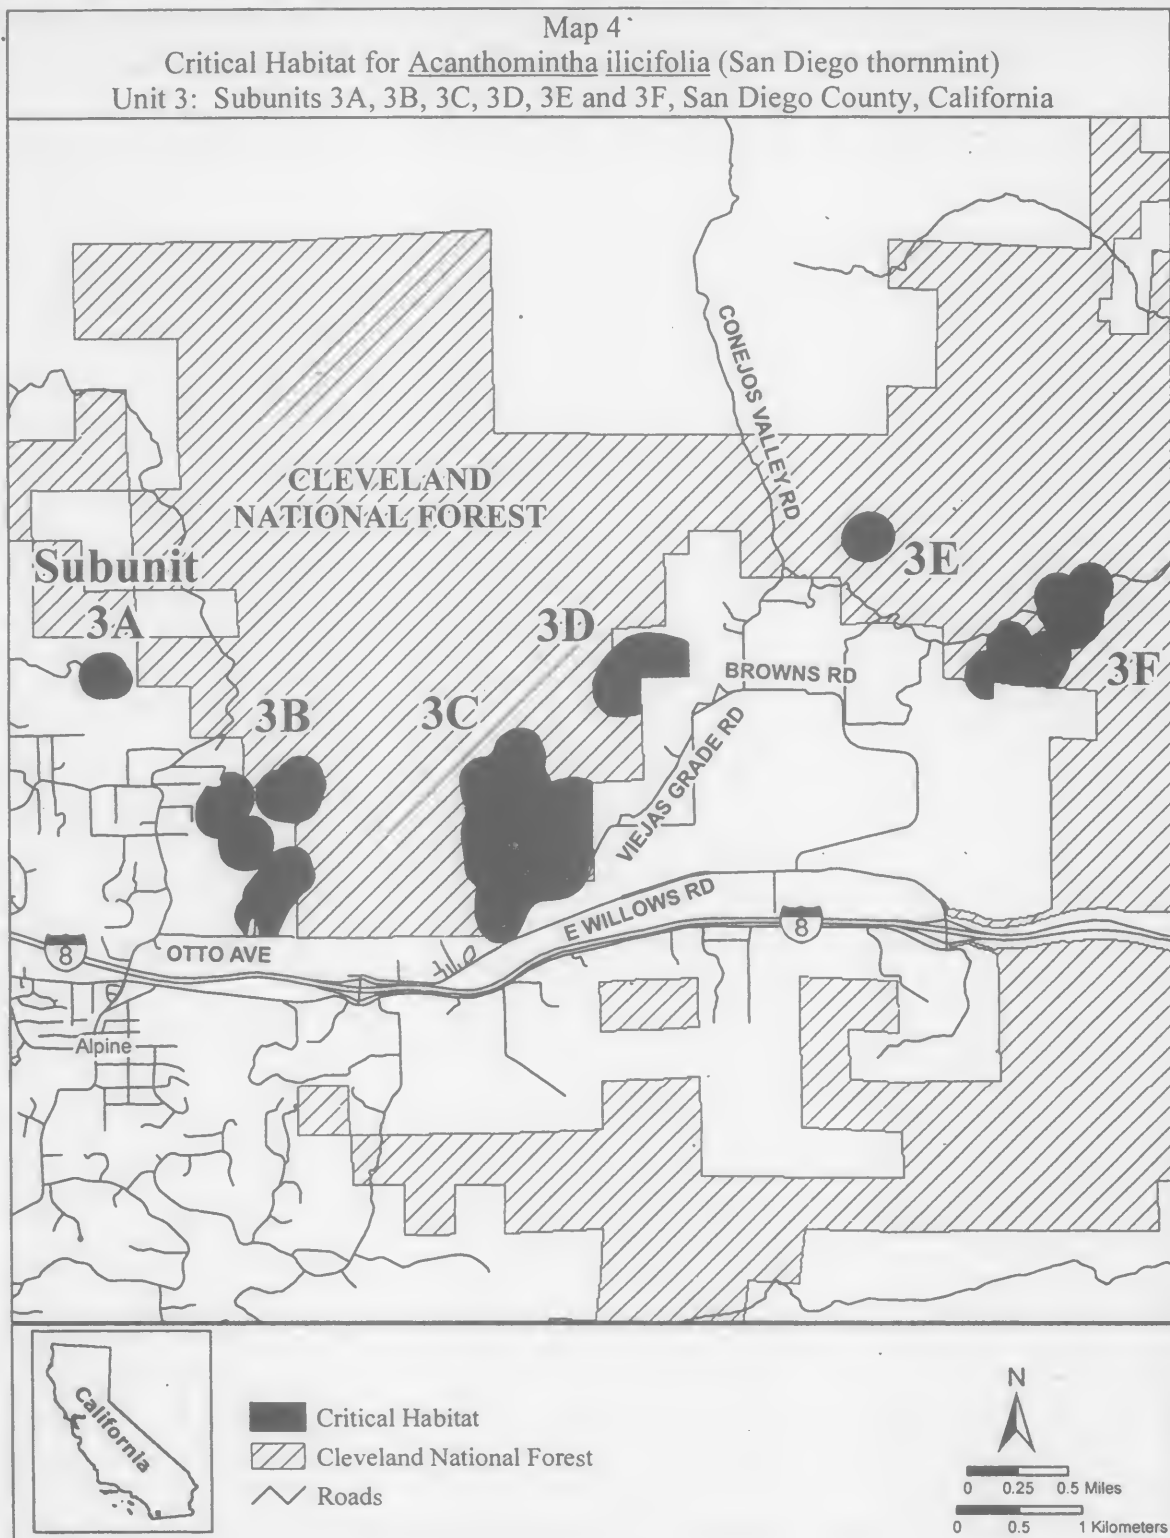 Map 4
Critical Habitat for Acanthomintha ilicifolia (San Diego thornmint)
Unit 3: Subunits 3A, 3B, 3C, 3D, 3E and 3F, San Diego County, California
CONEJOS VALLEY RD
CLEVELAND
NATIONAL FOREST
Subunit
3A
3E
3D
3F
BROWNS RD
3B
3C
VIEJAS GRADE RD
E WILLOWS RD
8
8
OTTO AVE
Alpine
California
Critical Habitat
Cleveland National Forest
Roads
N
0 0.25 0.5 Miles
0 0.5 1 Kilometers